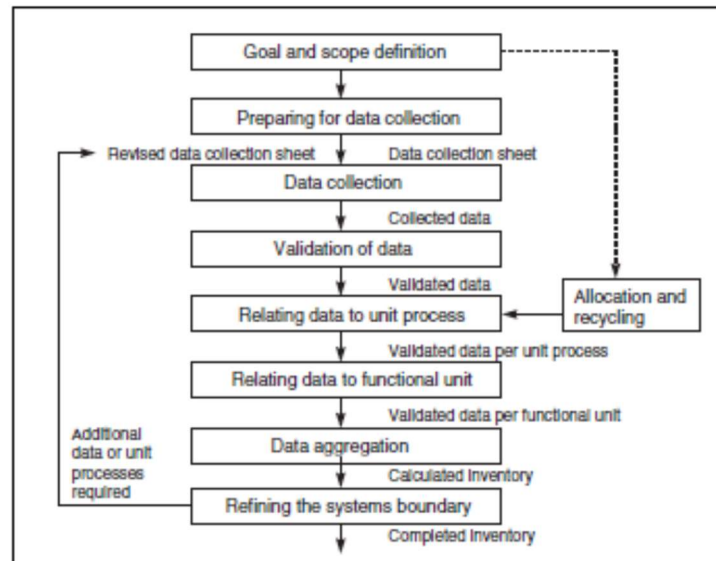 Goal and scope definition
Preparing for data collection
Revised data collection sheet
Data collection sheet
Data collection
Collected data
Validation of data
Validated data
Allocation and
recycling
Relating data to unit process
Validated data per unit process
Relating data to functional unit
Validated data per functional unit
Additional
data or unit
processes
required
Data aggregation
Calculated Inventory
Refining the systems boundary
Completed Inventory